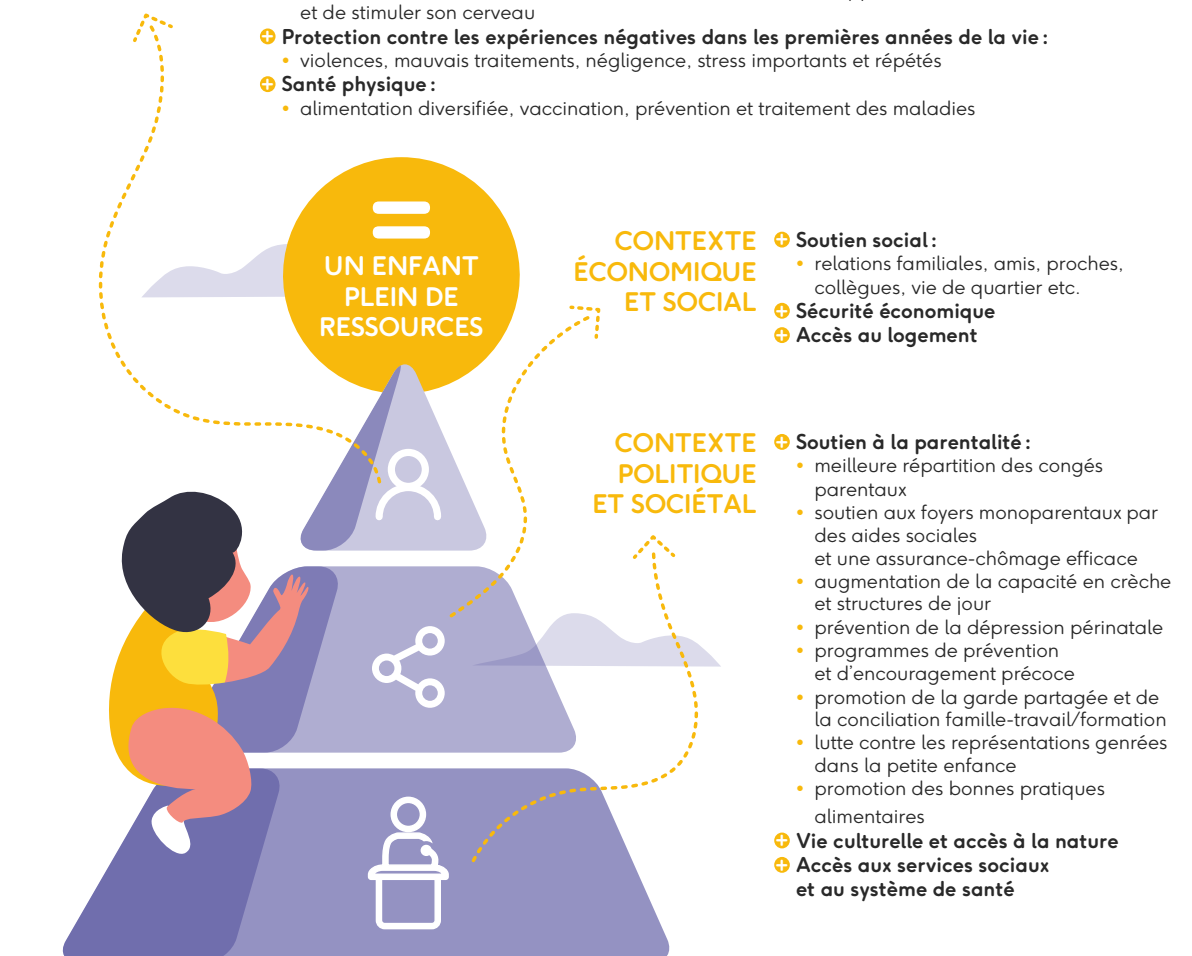 et de stimuler son cerveau
Protection contre les expériences négatives dans les premières années de la vie :
• violences, mauvais traitements, négligence, stress importants et répétés
Santé physique :
• alimentation diversifiée, vaccination, prévention et traitement des maladies
=
UN ENFANT
PLEIN DE
RESSOURCES
CONTEXTE
ÉCONOMIQUE
ET SOCIAL
Soutien social :
• relations familiales, amis, proches,
collègues, vie de quartier etc.
Sécurité économique
Accès au logement
CONTEXTE
POLITIQUE
ET SOCIÉTAL
Soutien à la parentalité :
• meilleure répartition des congés
parentaux
• soutien aux foyers monoparentaux par
des aides sociales
et une assurance-chômage efficace
• augmentation de la capacité en crèche
et structures de jour
• prévention de la dépression périnatale
• programmes de prévention
et d'encouragement précoce
• promotion de la garde partagée et de
la conciliation famille-travail/formation
• lutte contre les représentations genrées
dans la petite enfance
• promotion des bonnes pratiques
alimentaires
Vie culturelle et accès à la nature
Accès aux services sociaux
et au système de santé